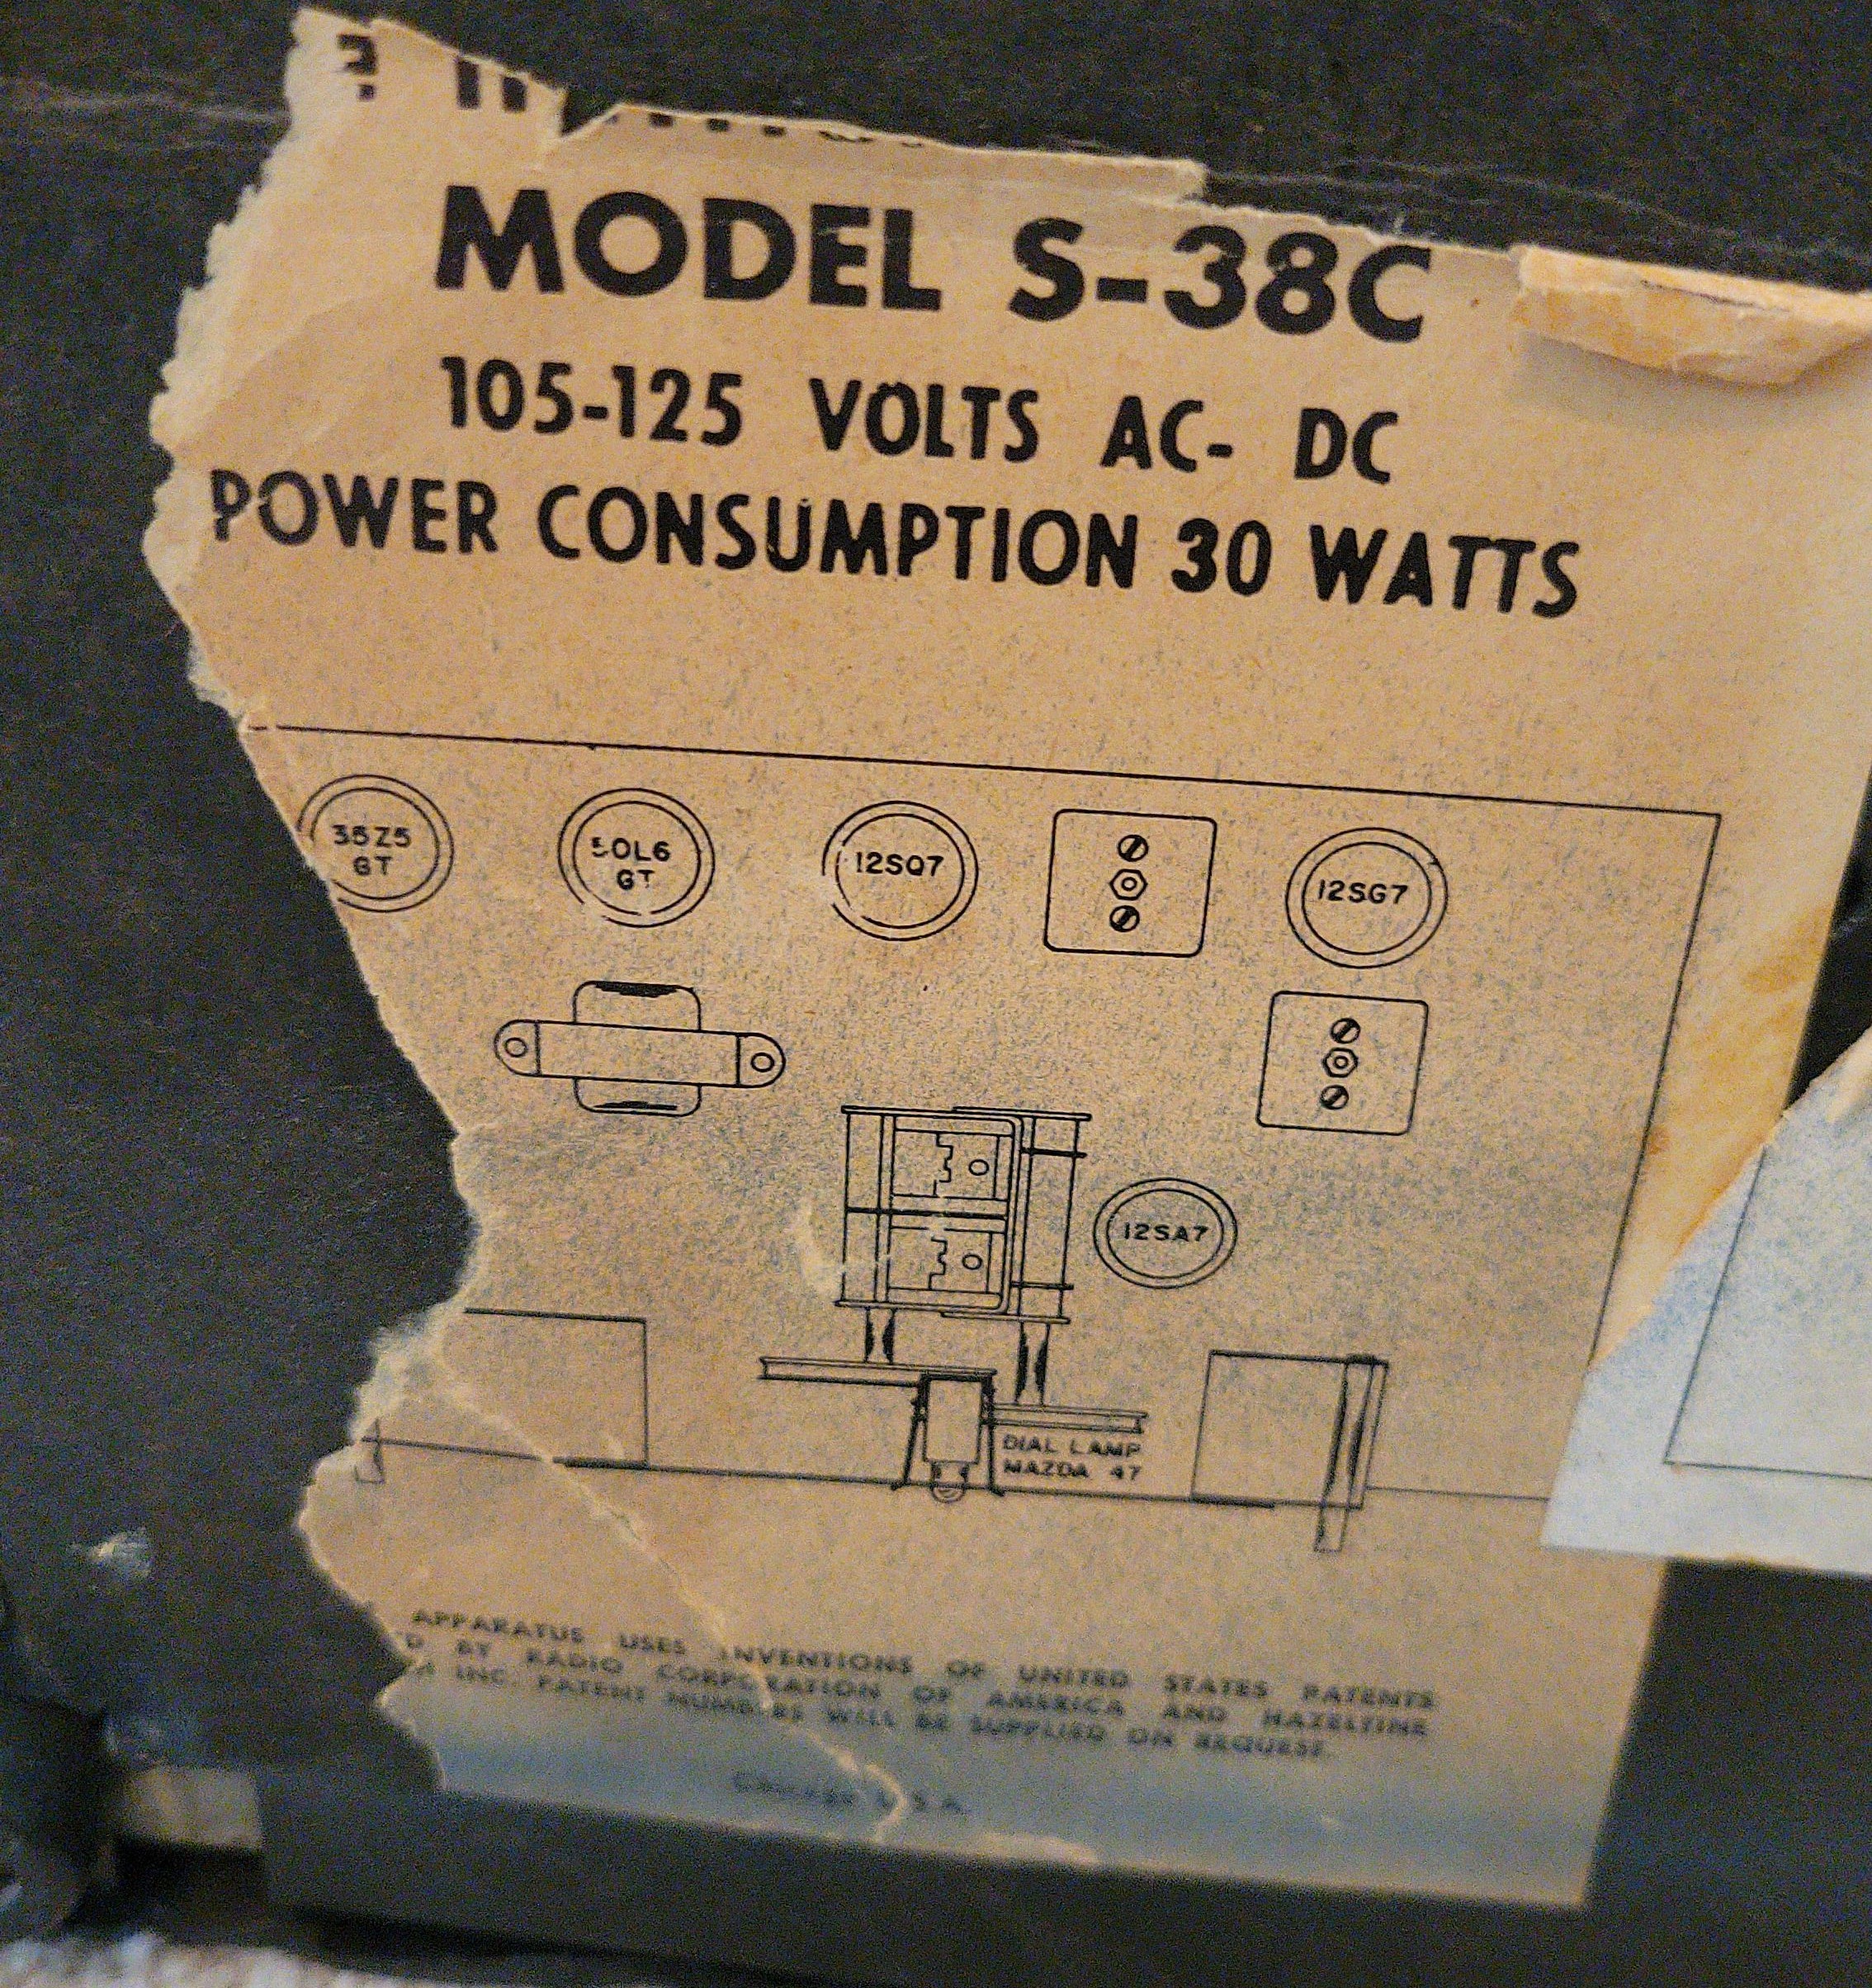 MODEL S-38C
105-125 VOLTS AC- DC
POWER CONSUMPTION 30 WATTS
35Z5
GT
50L6
GT
12SQ7
12SG7
12SA7
DIAL LAMP
MAZDA 47
APPARATUS USES INVENTIONS OF UNITED STATES PATENTS
D BY RADIO CORPORATION OF AMERICA AND HAZELTINE
INC. PATENT NUMBERS WILL BE SUPPLIED ON REQUEST.
CHICAGO U.S.A.